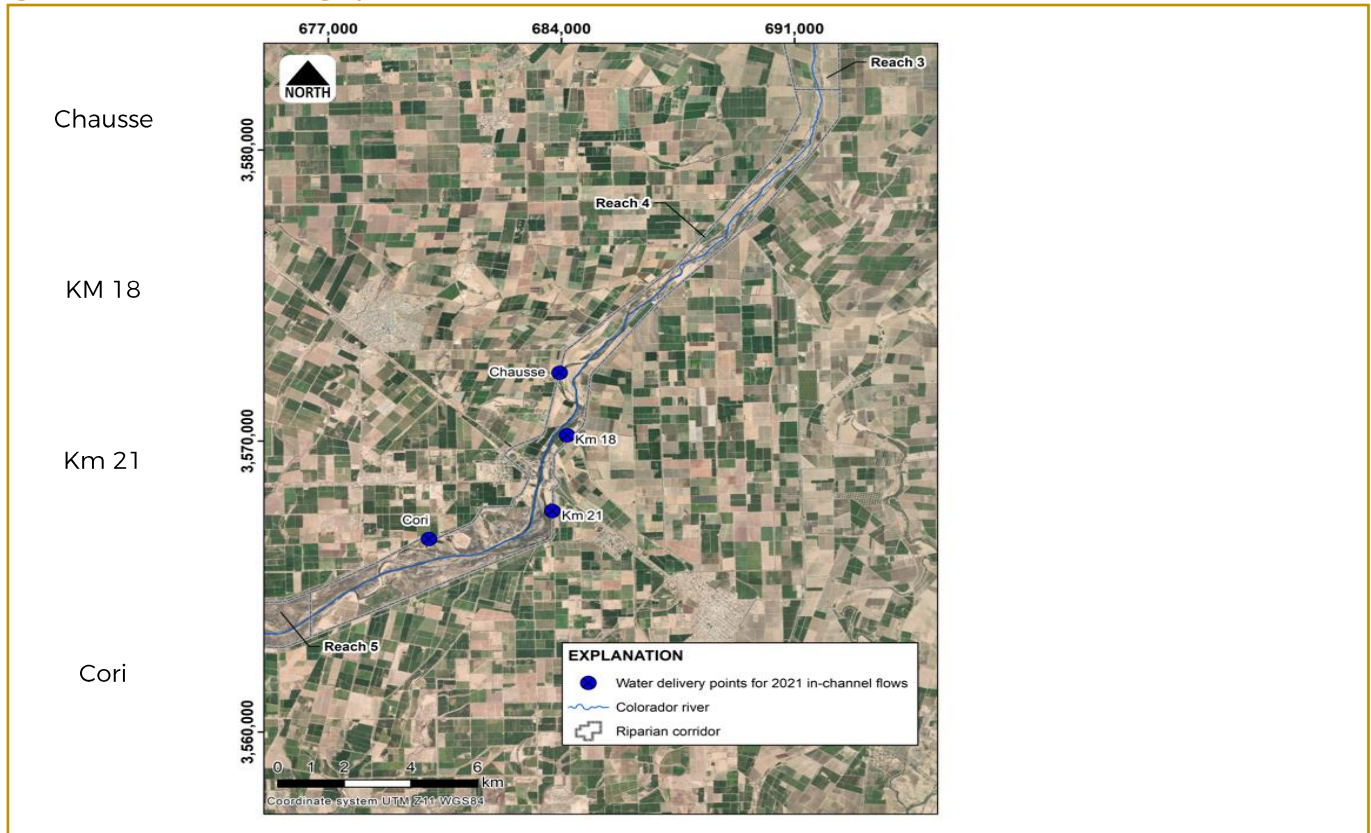 677,000
684,000
691,000
NORTH
Reach 3
Chausse
3,580,000
Reach 4
KM 18
Chausse
3,570,000
Km 18
Km 21
Cori
Km 21
Reach 5
Cori
EXPLANATION
Water delivery points for 2021 in-channel flows
Colorador river
Riparian corridor
3,560,000
0 1 2 4 6
km
Coordinate system UTM Z11 WGS84